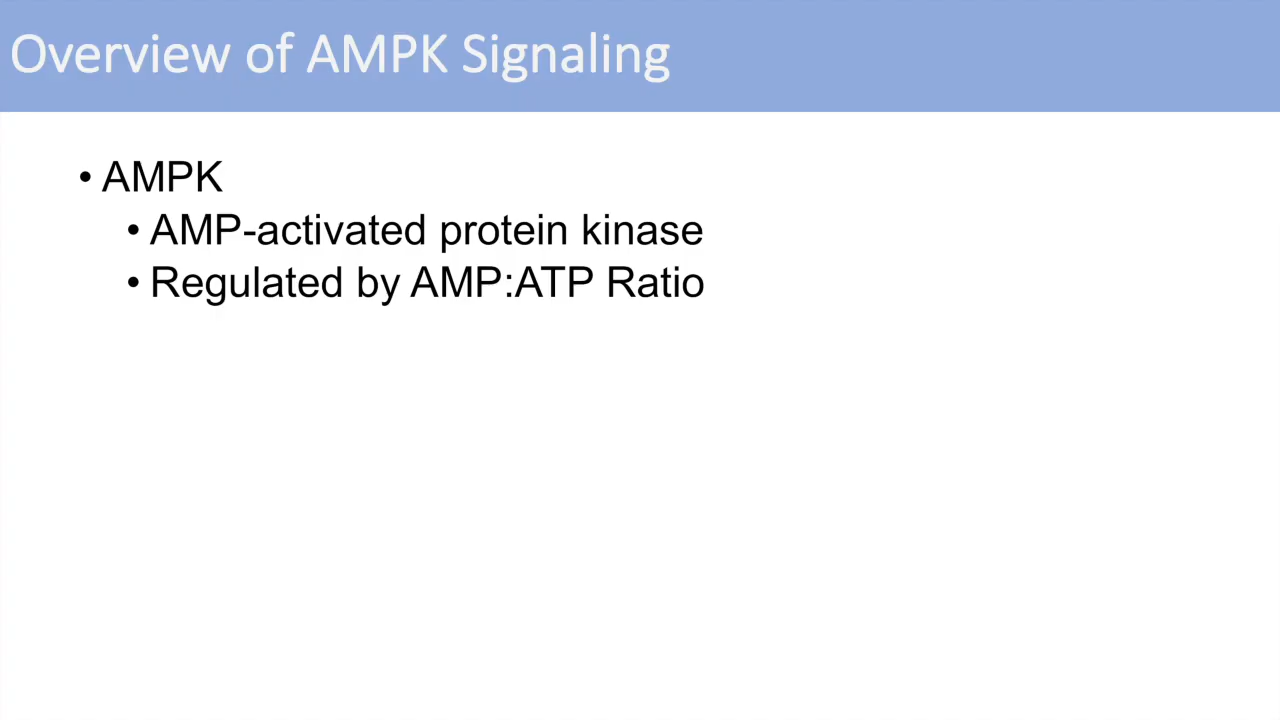 Overview of AMPK Signaling
• AMPK
• AMP-activated protein kinase
• Regulated by AMP:ATP Ratio